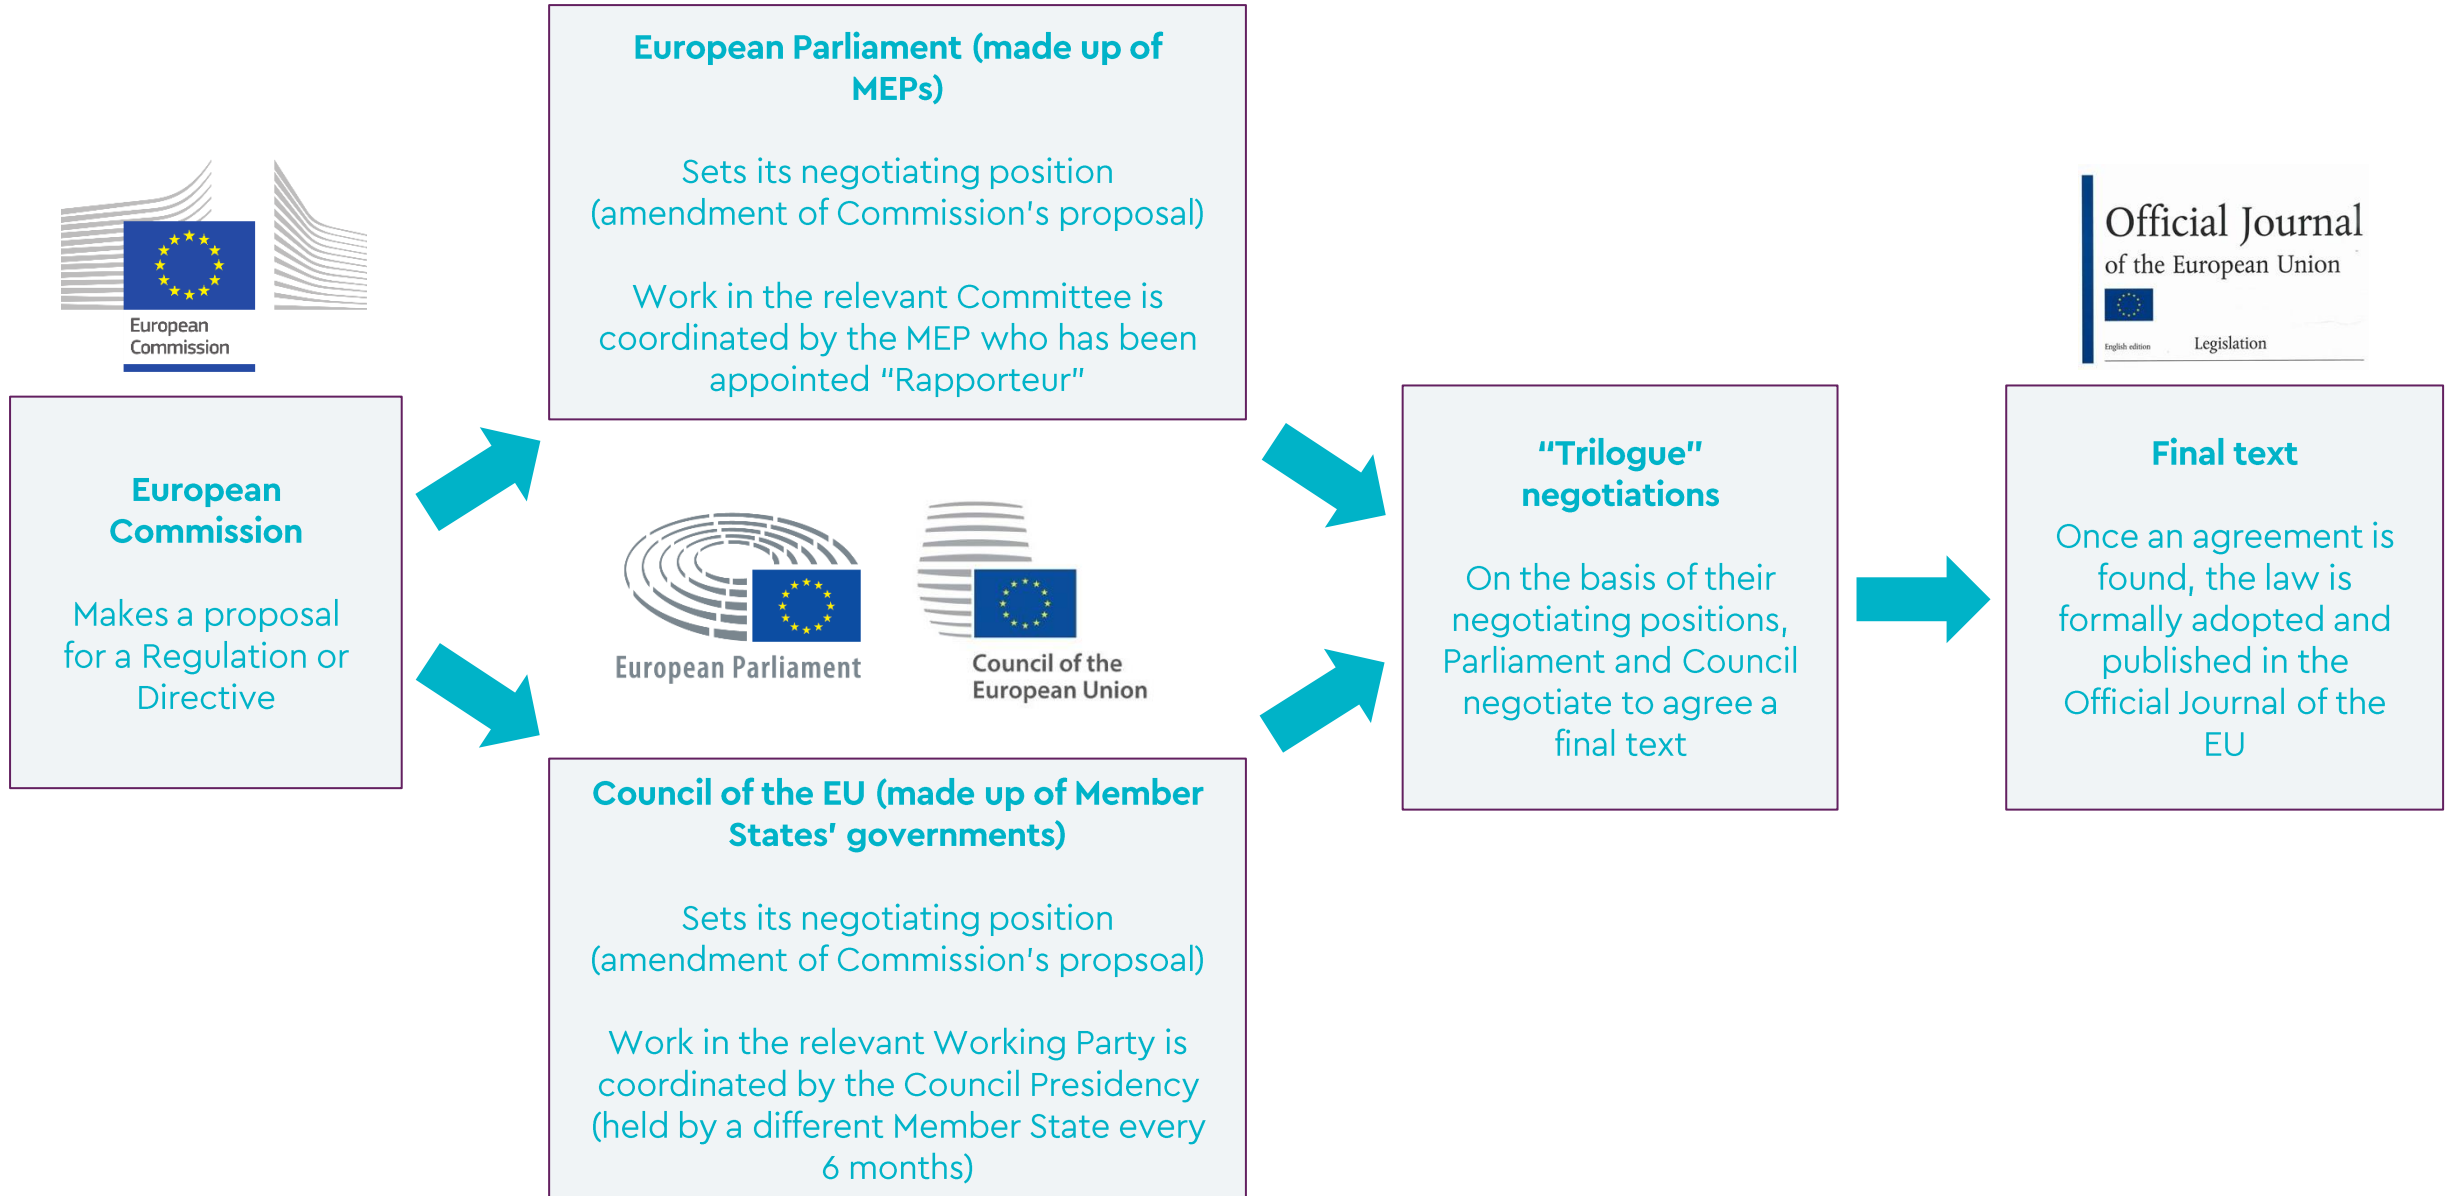 European
Commission
European
Commission
Makes a proposal
for a Regulation or
Directive
European Parliament (made up of
MEPs)
Sets its negotiating position
(amendment of Commission's proposal)
Work in the relevant Committee is
coordinated by the MEP who has been
appointed “Rapporteur”
European Parliament
Council of the
European Union
Council of the EU (made up of Member
States' governments)
Sets its negotiating position
(amendment of Commission's propsoal)
Work in the relevant Working Party is
coordinated by the Council Presidency
(held by a different Member State every
6 months)
“Trilogue”
negotiations
On the basis of their
negotiating positions,
Parliament and Council
negotiate to agree a
final text
Official Journal
of the European Union
English edition Legislation
Final text
Once an agreement is
found, the law is
formally adopted and
published in the
Official Journal of the
EU